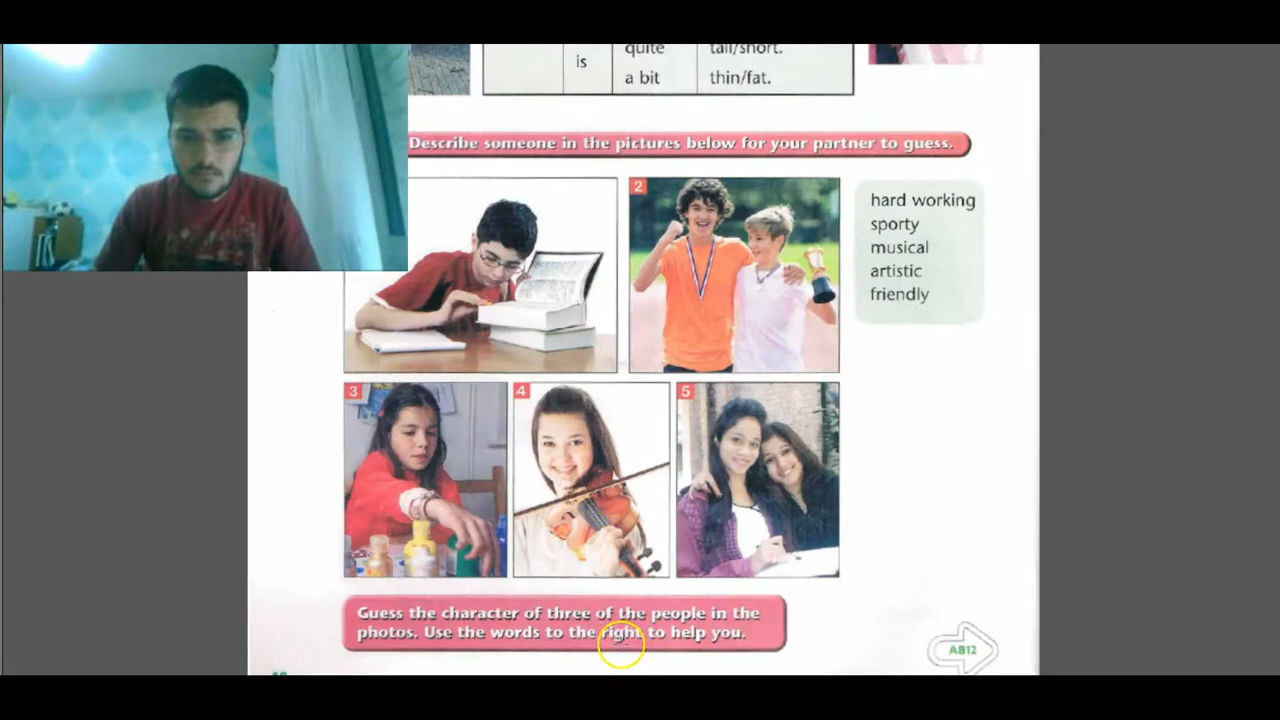 quite
tall/short.
is
a bit
thin/fat.
Describe someone in the pictures below for your partner to guess.
2
hard working
sporty
musical
artistic
friendly
3
4
5
Guess the character of three of the people in the
photos. Use the words to the right to help you.
AB12